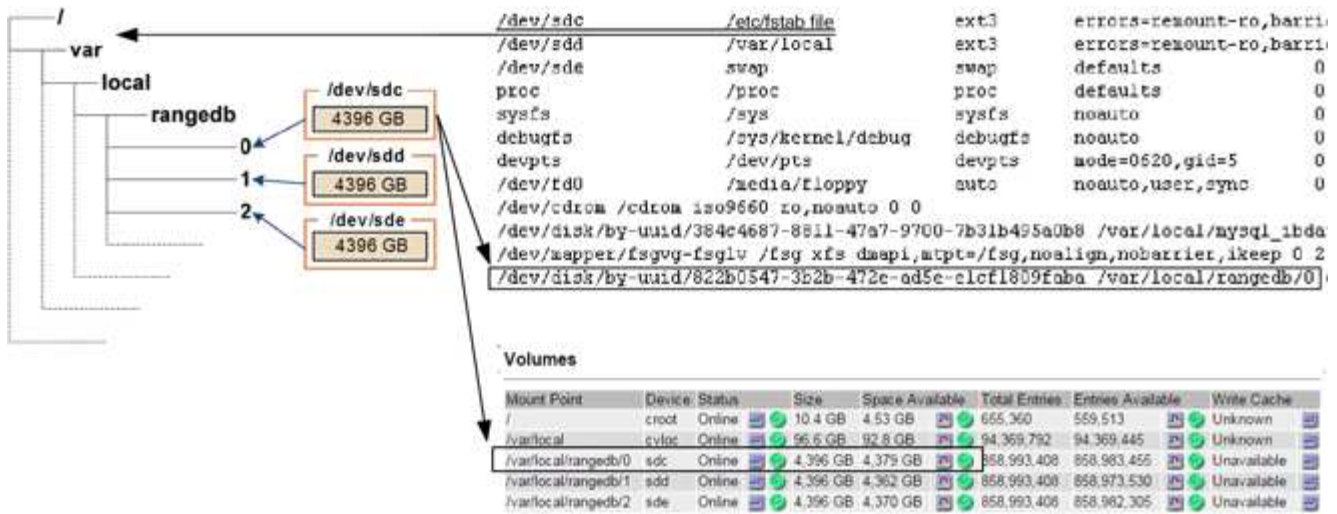 /
var
local
rangedb
0
1
2
/dev/sdc
4396 GB
/dev/sdd
4396 GB
/dev/sde
4396 GB
/dev/sdc /etc/fstab file ext3 errors=remount-ro,barri
/dev/sdd /var/local ext3 errors=remount-ro,barri
/dev/sde swap swap defaults 0
proc /proc proc defaults 0
sysfs /sys sysfs noauto 0
debugfs /sys/kernel/debug debugfs noauto 0
devpts /dev/pts devpts mode=0620,gid=5 0
/dev/fd0 /media/floppy auto noauto,user,sync 0
/dev/cdrom /cdrom iso9660 ro,noauto 0 0
/dev/disk/by-uuid/384c4687-8811-47a7-9700-7b31b495a0b8 /var/local/mysql_ibda
/dev/mapper/fsgvg-fsglv /fsg xfs dmapi,mtpt=/fsg,noalign,nobarrier,ikeep 0 2
/dev/disk/by-uuid/822b0547-3b2b-472e-ad5e-e1cf1809faba /var/local/rangedb/0
Volumes
Mount Point Device Status Size Space Available Total Entries Entries Available Write Cache
/ croot Online 10.4 GB 4.53 GB 655,360 559,513 Unknown
/var/local cvloc Online 96.6 GB 92.8 GB 94,369,792 94,369,445 Unknown
/var/local/rangedb/0 sdc Online 4,396 GB 4,379 GB 858,993,408 858,983,455 Unavailable
/var/local/rangedb/1 sdd Online 4,396 GB 4,362 GB 858,993,408 858,973,530 Unavailable
/var/local/rangedb/2 sde Online 4,396 GB 4,370 GB 858,993,408 858,982,305 Unavailable